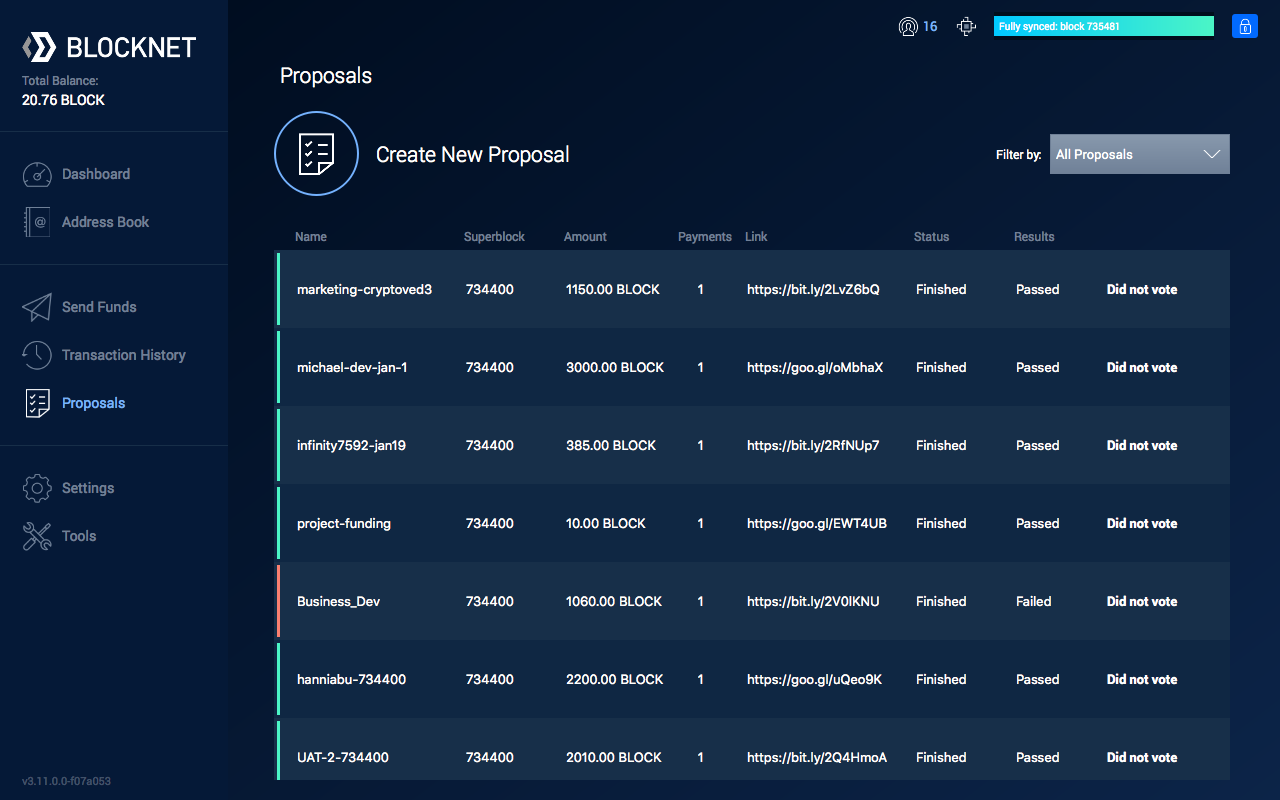 BLOCKNET
Total Balance:
20.76 BLOCK
Dashboard
@ Address Book
Send Funds
Transaction History
Proposals
Settings
Tools
v3.11.0.0-f07a053
16
Fully synced: block 735481
Proposals
Create New Proposal
Filter by: All Proposals
Name Superblock Amount Payments Link Status Results
marketing-cryptoved3 734400 1150.00 BLOCK 1 https://bit.ly/2LvZ6bQ Finished Passed Did not vote
michael-dev-jan-1 734400 3000.00 BLOCK 1 https://goo.gl/oMbhaX Finished Passed Did not vote
infinity7592-jan19 734400 385.00 BLOCK 1 https://bit.ly/2RfNUp7 Finished Passed Did not vote
project-funding 734400 10.00 BLOCK 1 https://goo.gl/EWT4UB Finished Passed Did not vote
Business_Dev 734400 1060.00 BLOCK 1 https://bit.ly/2V0lKNU Finished Failed Did not vote
hanniabu-734400 734400 2200.00 BLOCK 1 https://goo.gl/uQeo9K Finished Passed Did not vote
UAT-2-734400 734400 2010.00 BLOCK 1 https://bit.ly/2Q4HmoA Finished Passed Did not vote